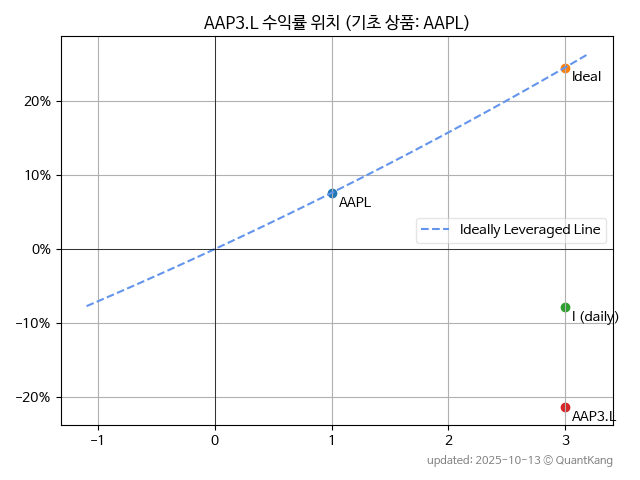 AAP3.L 수익률 위치 (기초 상품: AAPL)
Ideal
20%
10%
AAPL
Ideally Leveraged Line
0%
I (daily)
−10%
−20%
AAP3.L
−1
0
1
2
3
updated: 2025-10-13 © QuantKang